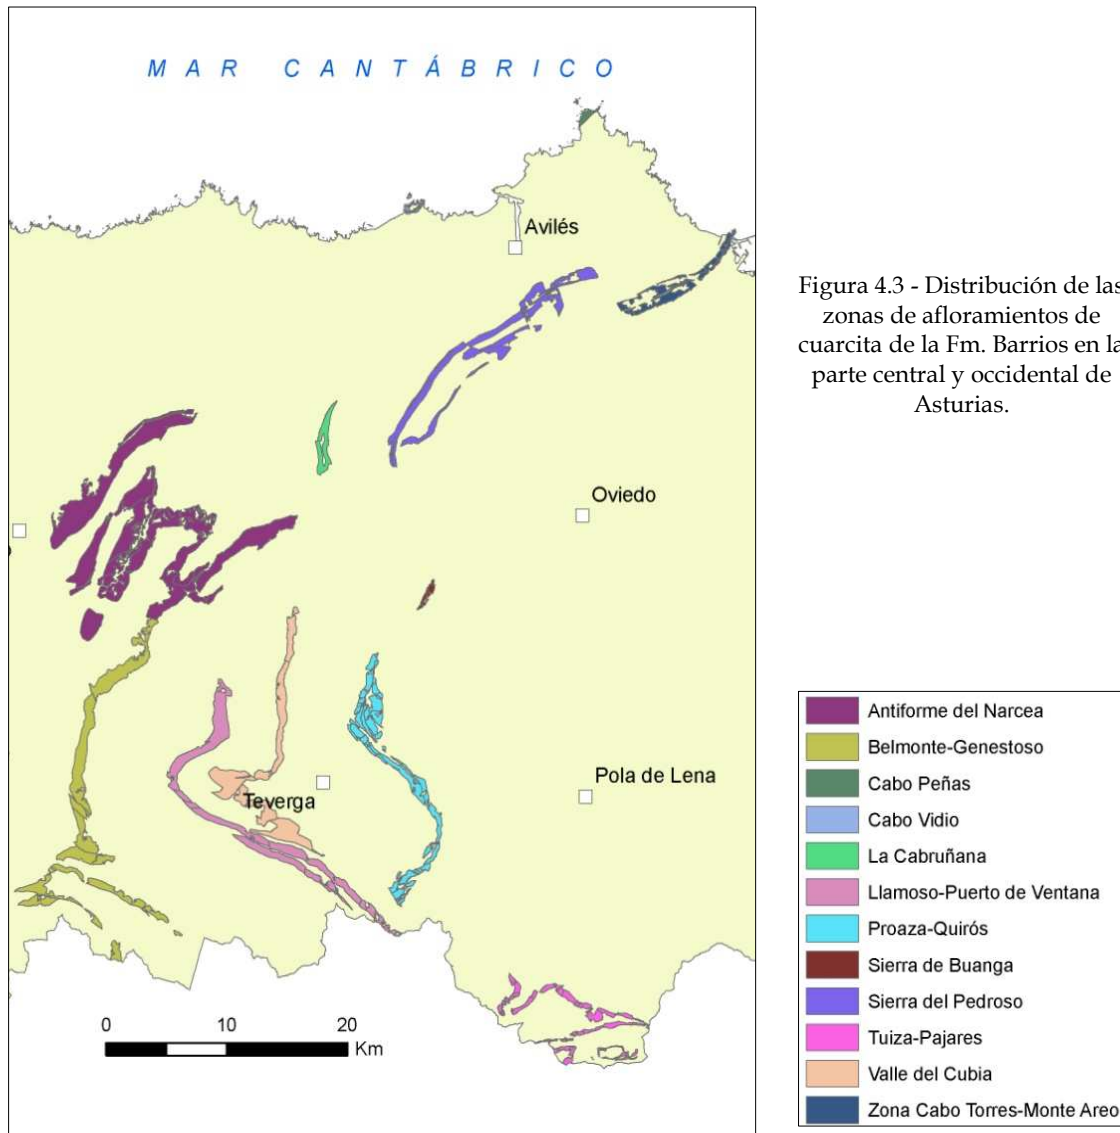 MAR CANTÁBRICO
Avilés
Oviedo
Pola de Lena
Teverga
0 10 20
Km
Figura 4.3 - Distribución de las
zonas de afloramientos de
cuarcita de la Fm. Barrios en la
parte central y occidental de
Asturias.
Antiforme del Narcea
Belmonte-Genestoso
Cabo Peñas
Cabo Vidio
La Cabruñana
Llamoso-Puerto de Ventana
Proaza-Quirós
Sierra de Buanga
Sierra del Pedroso
Tuiza-Pajares
Valle del Cubia
Zona Cabo Torres-Monte Areo